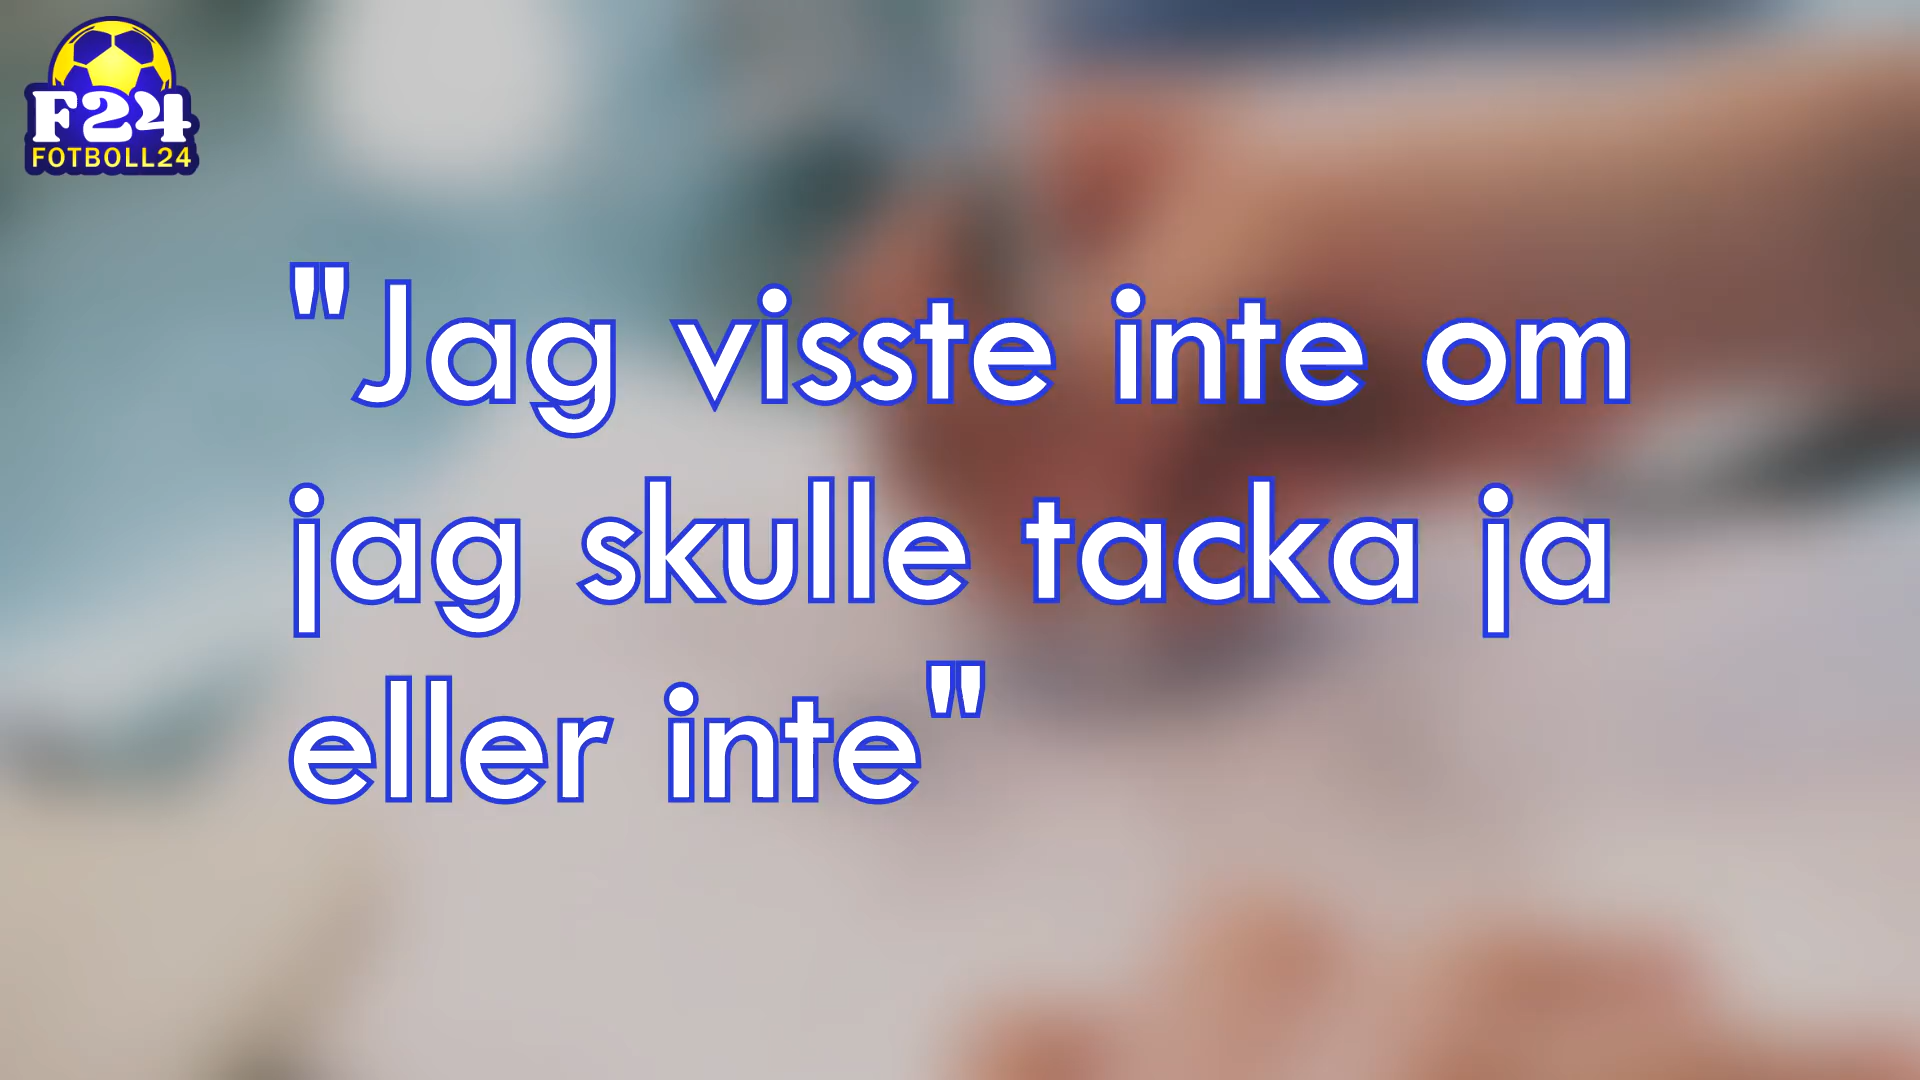 F24
FOTBOLL24
"Jag visste inte om
jag skulle tacka ja
eller inte"